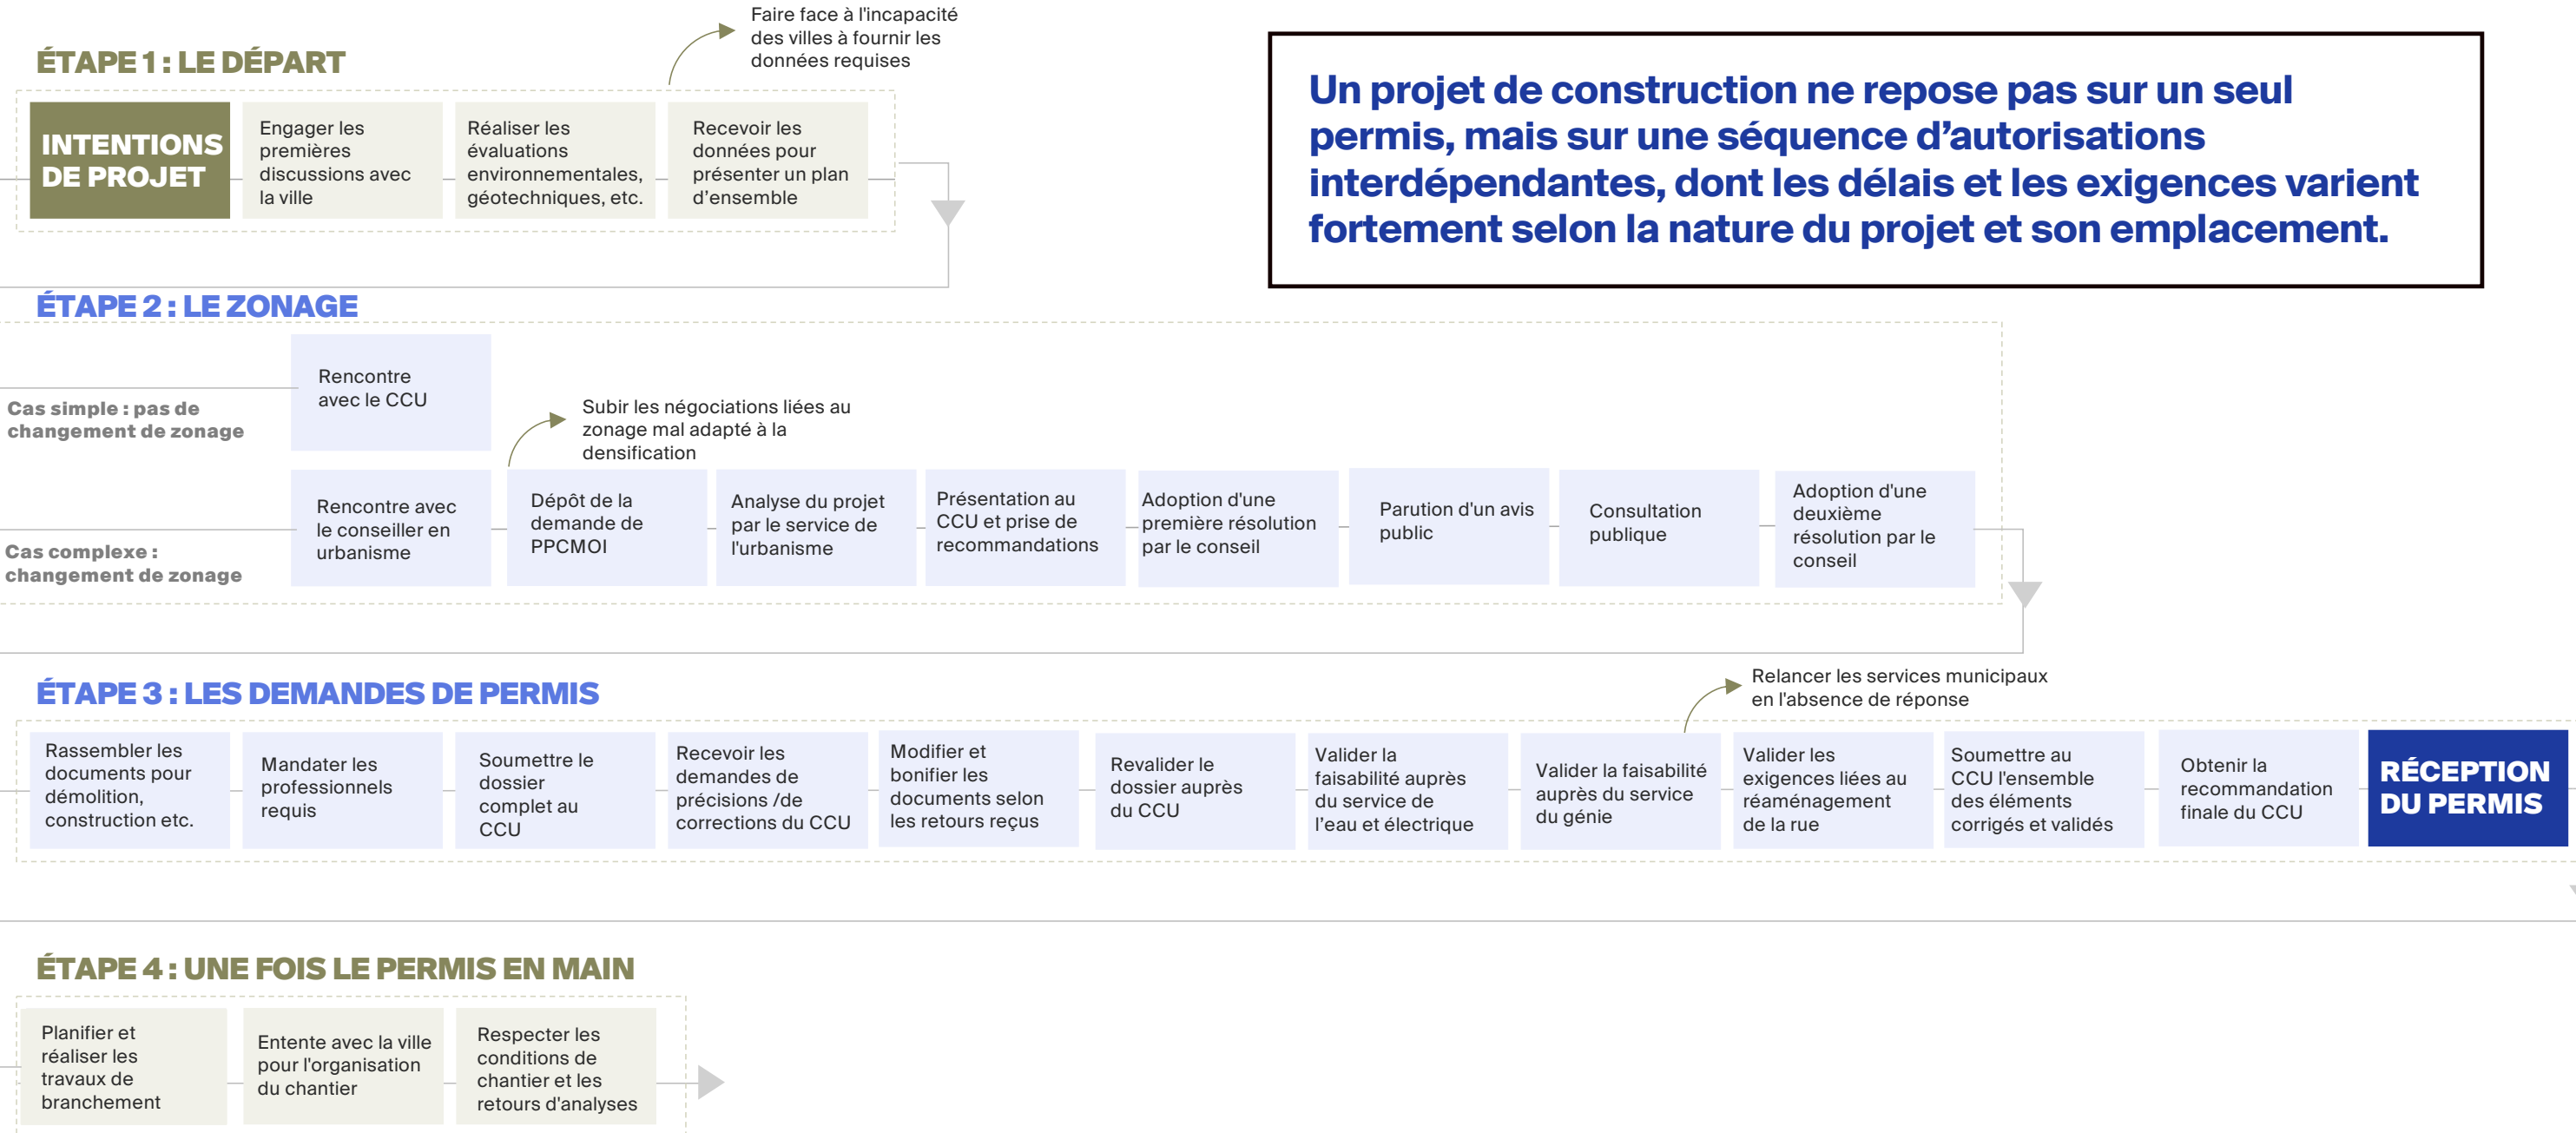 Faire face à l'incapacité
des villes à fournir les
données requises
ÉTAPE 1 : LE DÉPART
Un projet de construction ne repose pas sur un seul
permis, mais sur une séquence d’autorisations
interdépendantes, dont les délais et les exigences varient
fortement selon la nature du projet et son emplacement.
INTENTIONS
DE PROJET
Engager les
premières
discussions avec
la ville
Réaliser les
évaluations
environnementales,
géotechniques, etc.
Recevoir les
données pour
présenter un plan
d’ensemble
ÉTAPE 2 : LE ZONAGE
Rencontre
avec le CCU
Cas simple : pas de
changement de zonage
Subir les négociations liées au
zonage mal adapté à la
densification
Cas complexe :
changement de zonage
Rencontre avec
le conseiller en
urbanisme
Dépôt de la
demande de
PPCMOI
Analyse du projet
par le service de
l'urbanisme
Présentation au
CCU et prise de
recommandations
Adoption d'une
première résolution
par le conseil
Parution d'un avis
public
Consultation
publique
Adoption d'une
deuxième
résolution par le
conseil
ÉTAPE 3 : LES DEMANDES DE PERMIS
Relancer les services municipaux
en l'absence de réponse
Rassembler les
documents pour
démolition,
construction etc.
Mandater les
professionnels
requis
Soumettre le
dossier
complet au
CCU
Recevoir les
demandes de
précisions /de
corrections du CCU
Modifier et
bonifier les
documents selon
les retours reçus
Revalider le
dossier auprès
du CCU
Valider la
faisabilité auprès
du service de
l’eau et électrique
Valider la faisabilité
auprès du service
du génie
Valider les
exigences liées au
réaménagement
de la rue
Soumettre au
CCU l'ensemble
des éléments
corrigés et validés
Obtenir la
recommandation
finale du CCU
RÉCEPTION
DU PERMIS
ÉTAPE 4 : UNE FOIS LE PERMIS EN MAIN
Planifier et
réaliser les
travaux de
branchement
Entente avec la ville
pour l'organisation
du chantier
Respecter les
conditions de
chantier et les
retours d'analyses